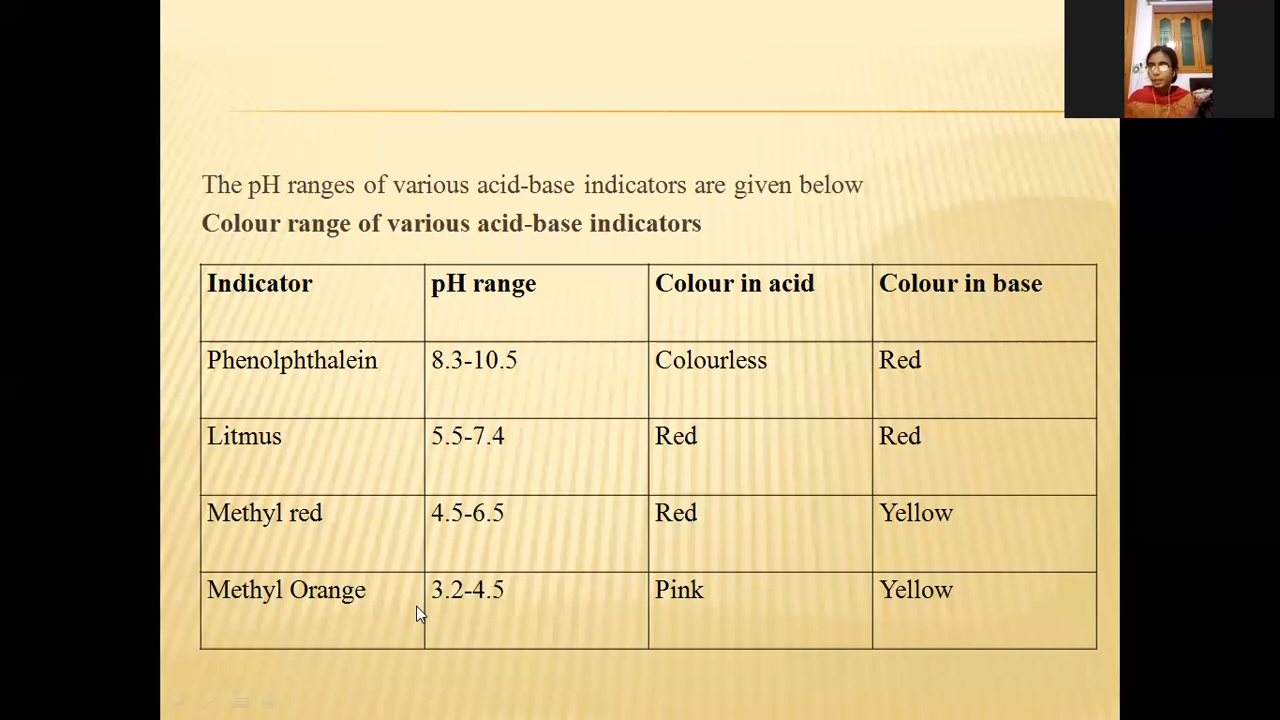 The pH ranges of various acid-base indicators are given below
Colour range of various acid-base indicators
Indicator pH range Colour in acid Colour in base
Phenolphthalein 8.3-10.5 Colourless Red
Litmus 5.5-7.4 Red Red
Methyl red 4.5-6.5 Red Yellow
Methyl Orange 3.2-4.5 Pink Yellow